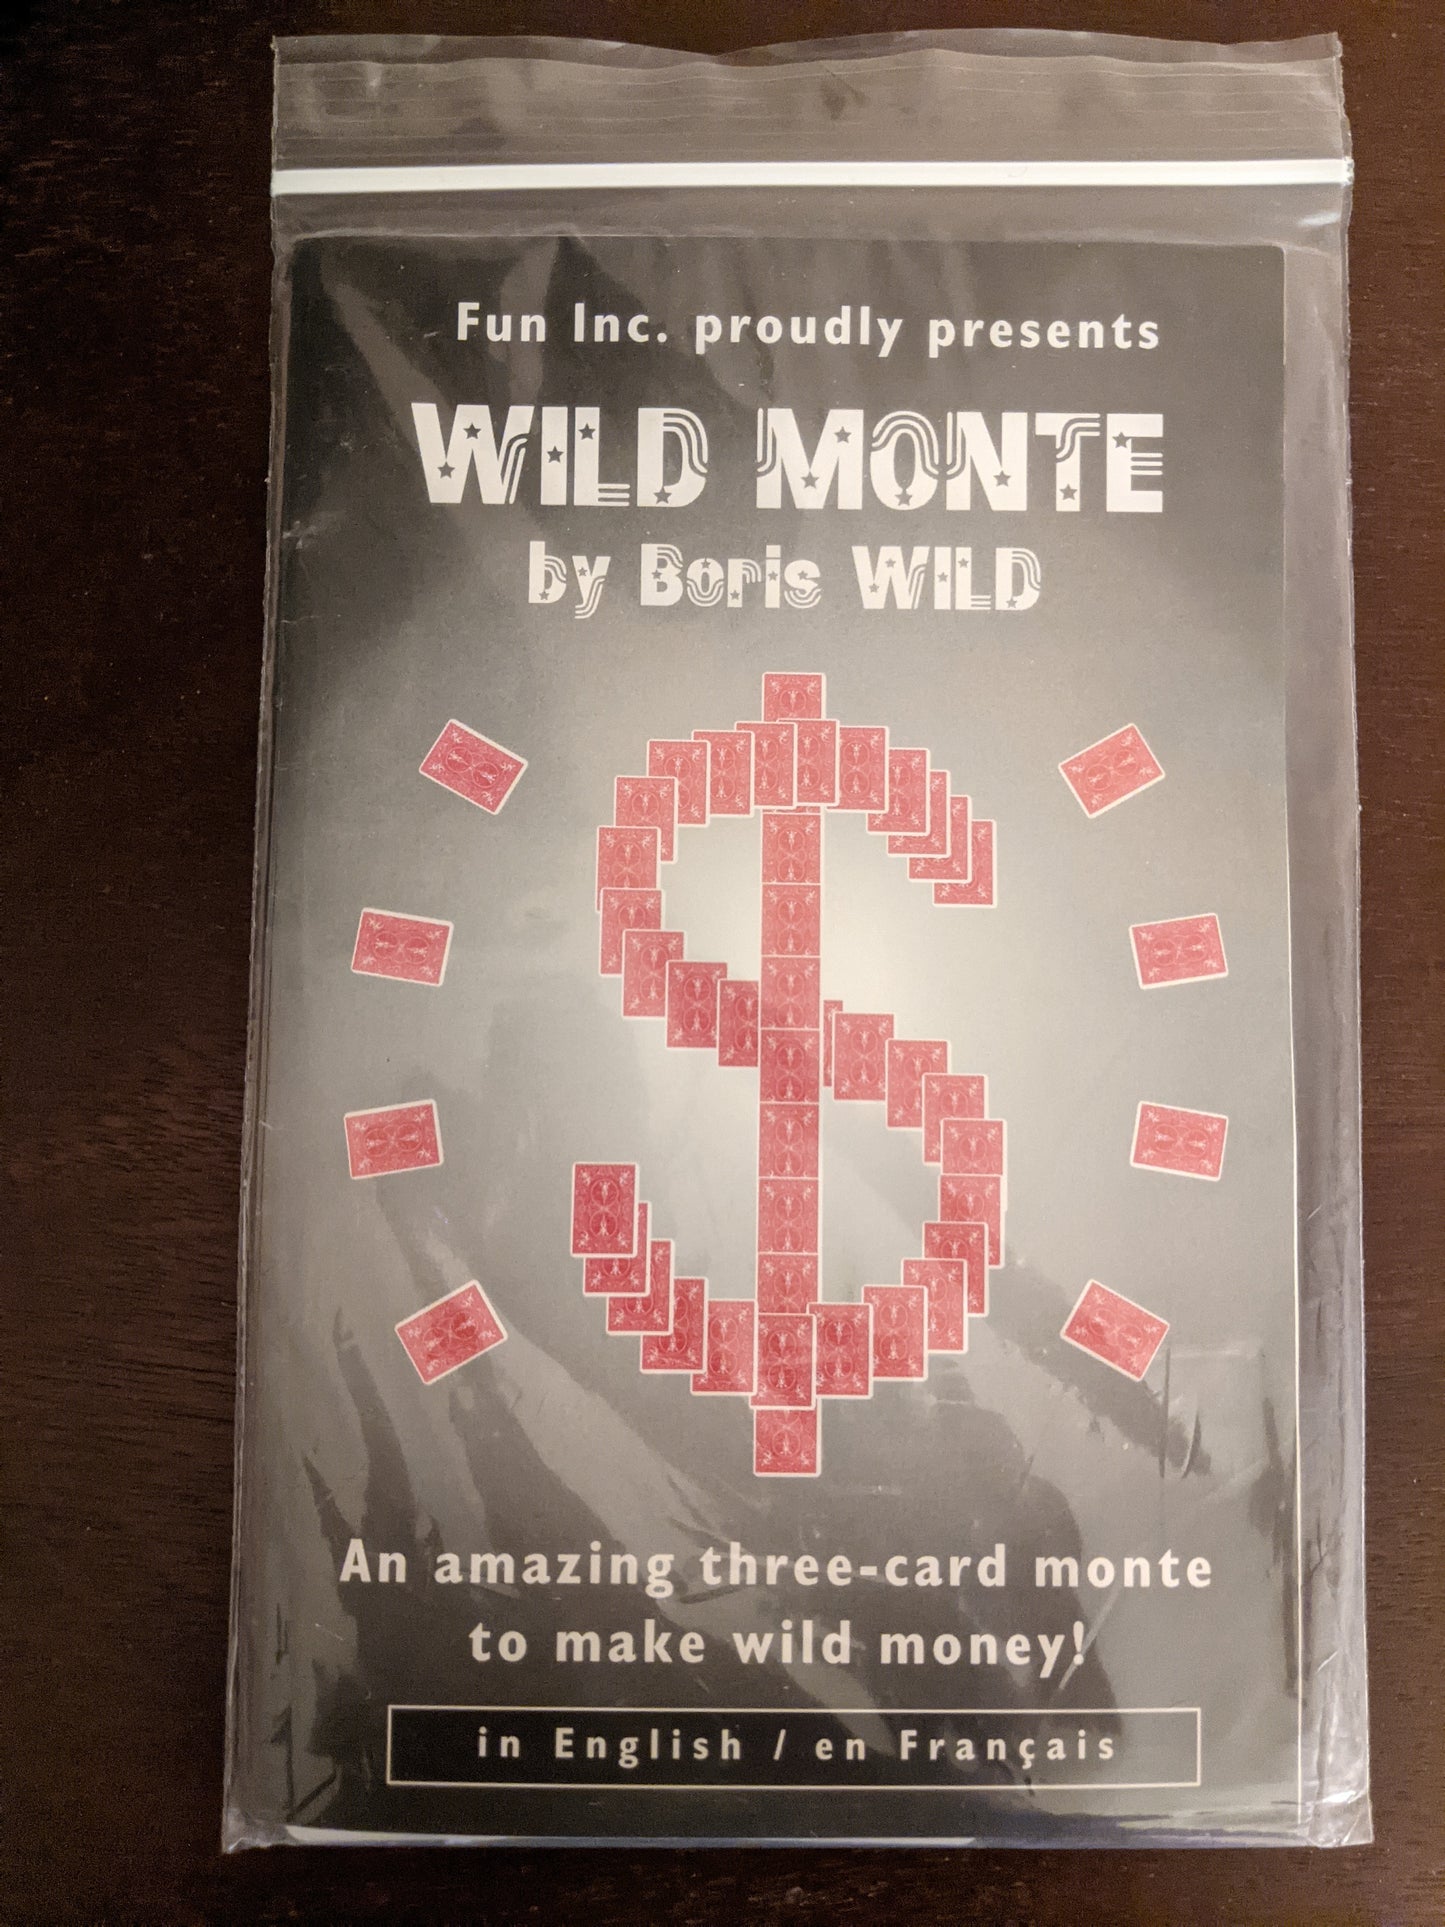 Fun Inc. proudly presents
WILD MONTE
by Boris WILD
An amazing three-card monte
to make wild money!
in English / en Français